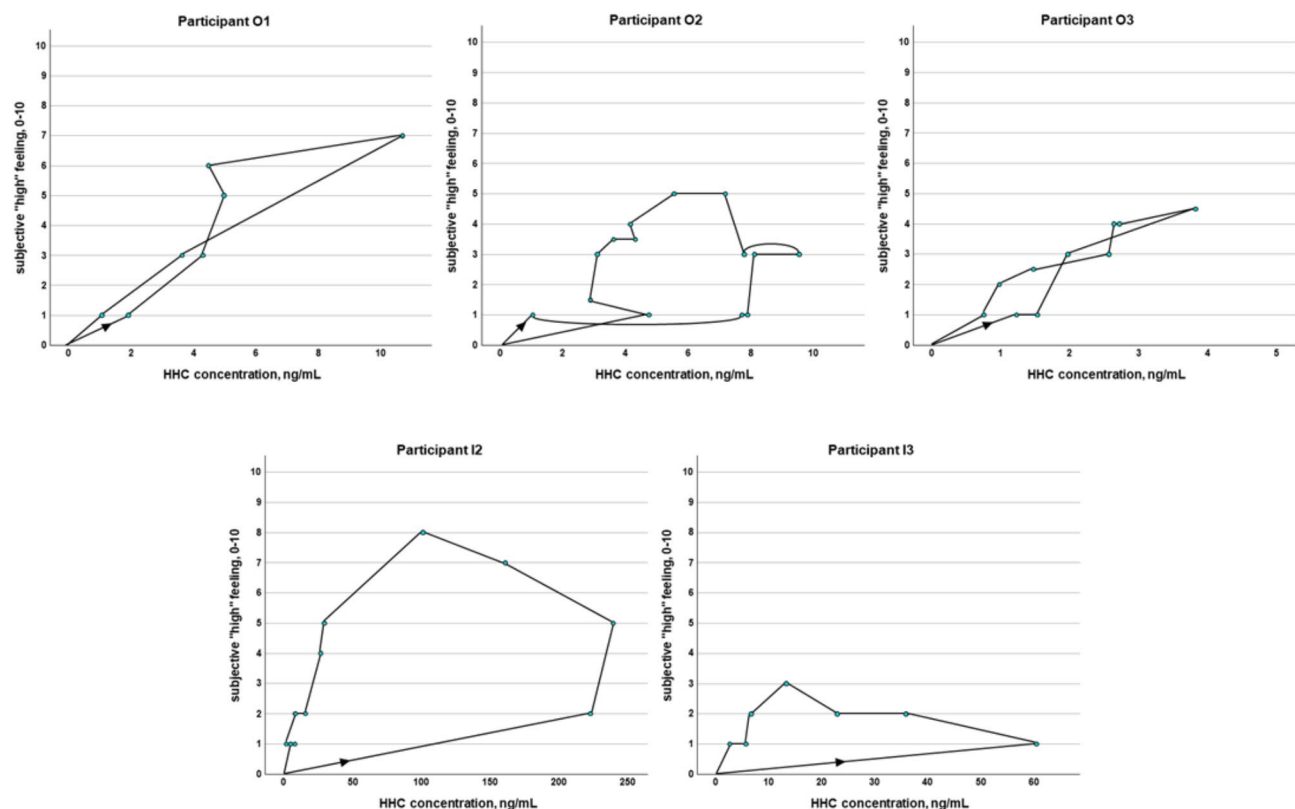 Participant O1
subjective "high" feeling, 0-10
10
9
8
7
6
5
4
3
2
1
0
0 2 4 6 8 10
HHC concentration, ng/mL
Participant O2
subjective "high" feeling, 0-10
10
9
8
7
6
5
4
3
2
1
0
0 2 4 6 8 10
HHC concentration, ng/mL
Participant O3
subjective "high" feeling, 0-10
10
9
8
7
6
5
4
3
2
1
0
0 1 2 3 4 5
HHC concentration, ng/mL
Participant I2
subjective "high" feeling, 0-10
10
9
8
7
6
5
4
3
2
1
0
0 50 100 150 200 250
HHC concentration, ng/mL
Participant I3
subjective "high" feeling, 0-10
10
9
8
7
6
5
4
3
2
1
0
0 10 20 30 40 50 60
HHC concentration, ng/mL